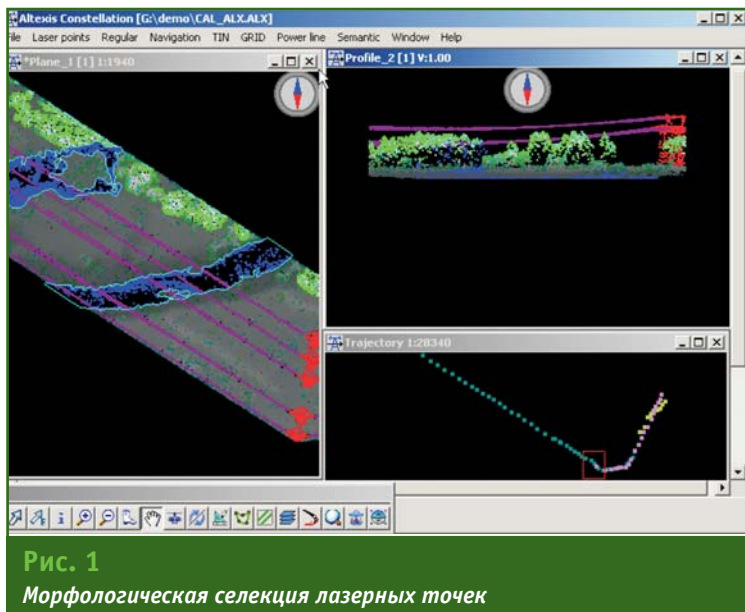 Altexis Constellation [G:\demo\CAL_ALX.ALX]
File Laser points Regular Navigation TIN GRID Power line Semantic Window Help
*Plane_1 [1] 1:1940
Profile_2 [1] V:1.00
Trajectory 1:28340
Рис. 1
Морфологическая селекция лазерных точек